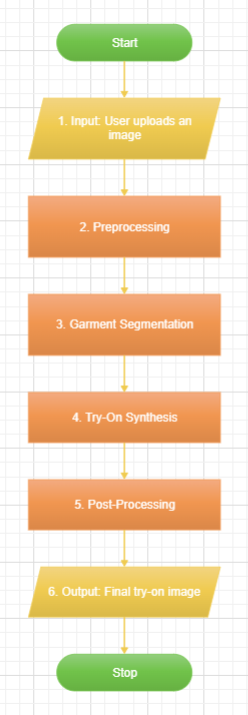 Start
1. Input: User uploads an
image
2. Preprocessing
3. Garment Segmentation
4. Try-On Synthesis
5. Post-Processing
6. Output: Final try-on image
Stop